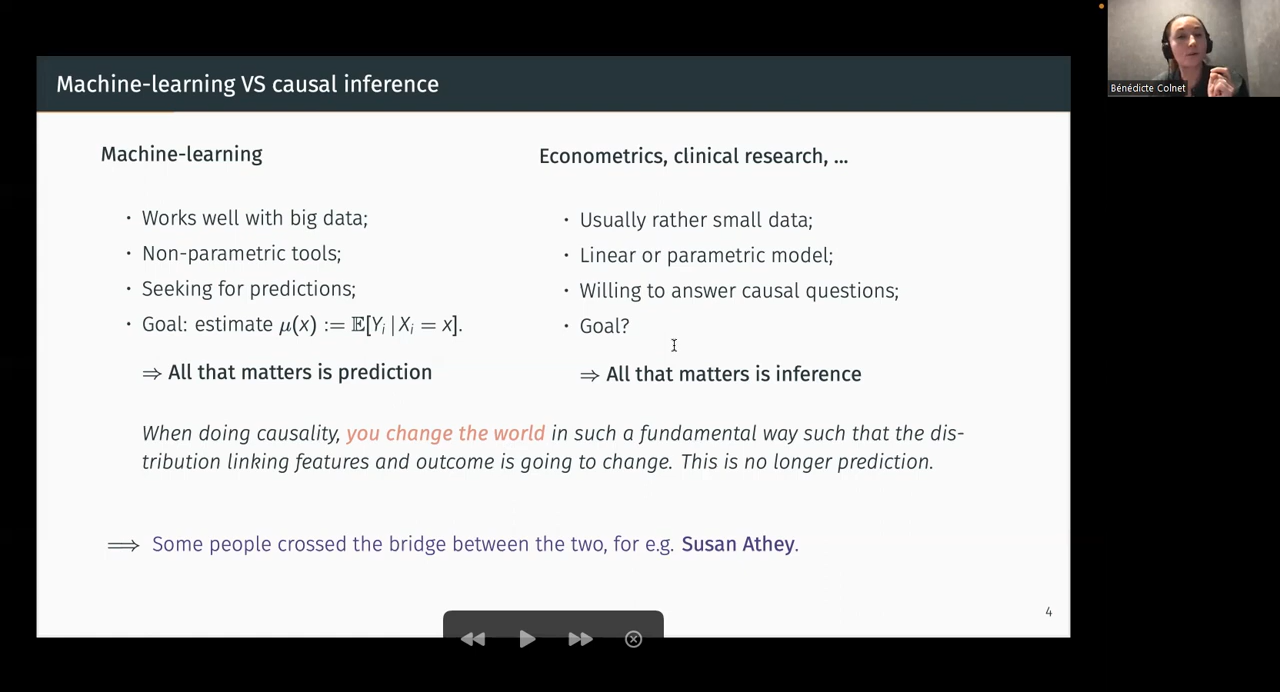 Bénédicte Colnet
Machine-learning VS causal inference
Machine-learning
• Works well with big data;
• Non-parametric tools;
• Seeking for predictions;
• Goal: estimate μ(x) := 𝔼[Yᵢ | Xᵢ = x].
⇒ All that matters is prediction
Econometrics, clinical research, ...
• Usually rather small data;
• Linear or parametric model;
• Willing to answer causal questions;
• Goal?
⇒ All that matters is inference
When doing causality, you change the world in such a fundamental way such that the dis-
tribution linking features and outcome is going to change. This is no longer prediction.
⟹ Some people crossed the bridge between the two, for e.g. Susan Athey.
4